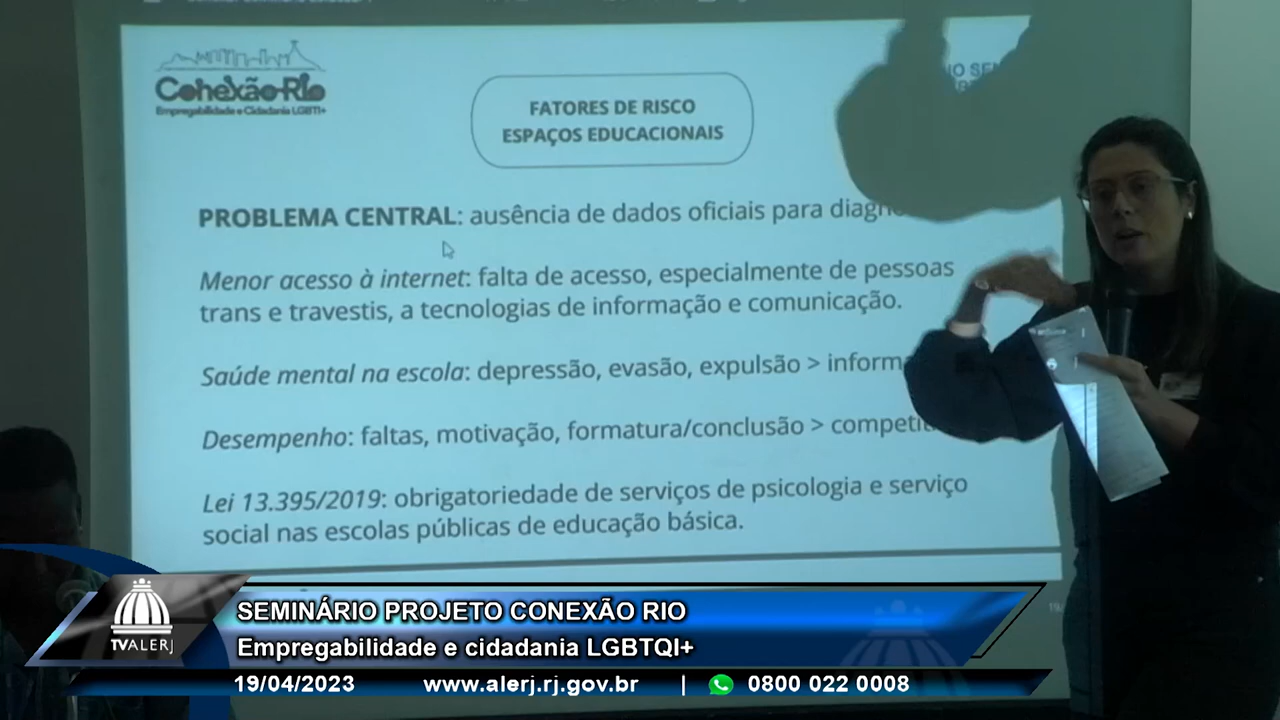 Cohexão Rio
Empregabilidade e Cidadania LGBTI+
FATORES DE RISCO
ESPAÇOS EDUCACIONAIS
PROBLEMA CENTRAL: ausência de dados oficiais para
Menor acesso à internet: falta de acesso, especialmente de pessoas
trans e travestis, a tecnologias de informação e comunicação.
Saúde mental na escola: depressão, evasão, expulsão >
Desempenho: faltas, motivação, formatura/conclusão >
Lei 13.395/2019: obrigatoriedade de serviços de psicologia e serviço
social nas escolas públicas de educação básica.
SEMINÁRIO PROJETO CONEXÃO RIO
Empregabilidade e cidadania LGBTQI+
TVALERJ
19/04/2023 www.alerj.rj.gov.br | 0800 022 0008